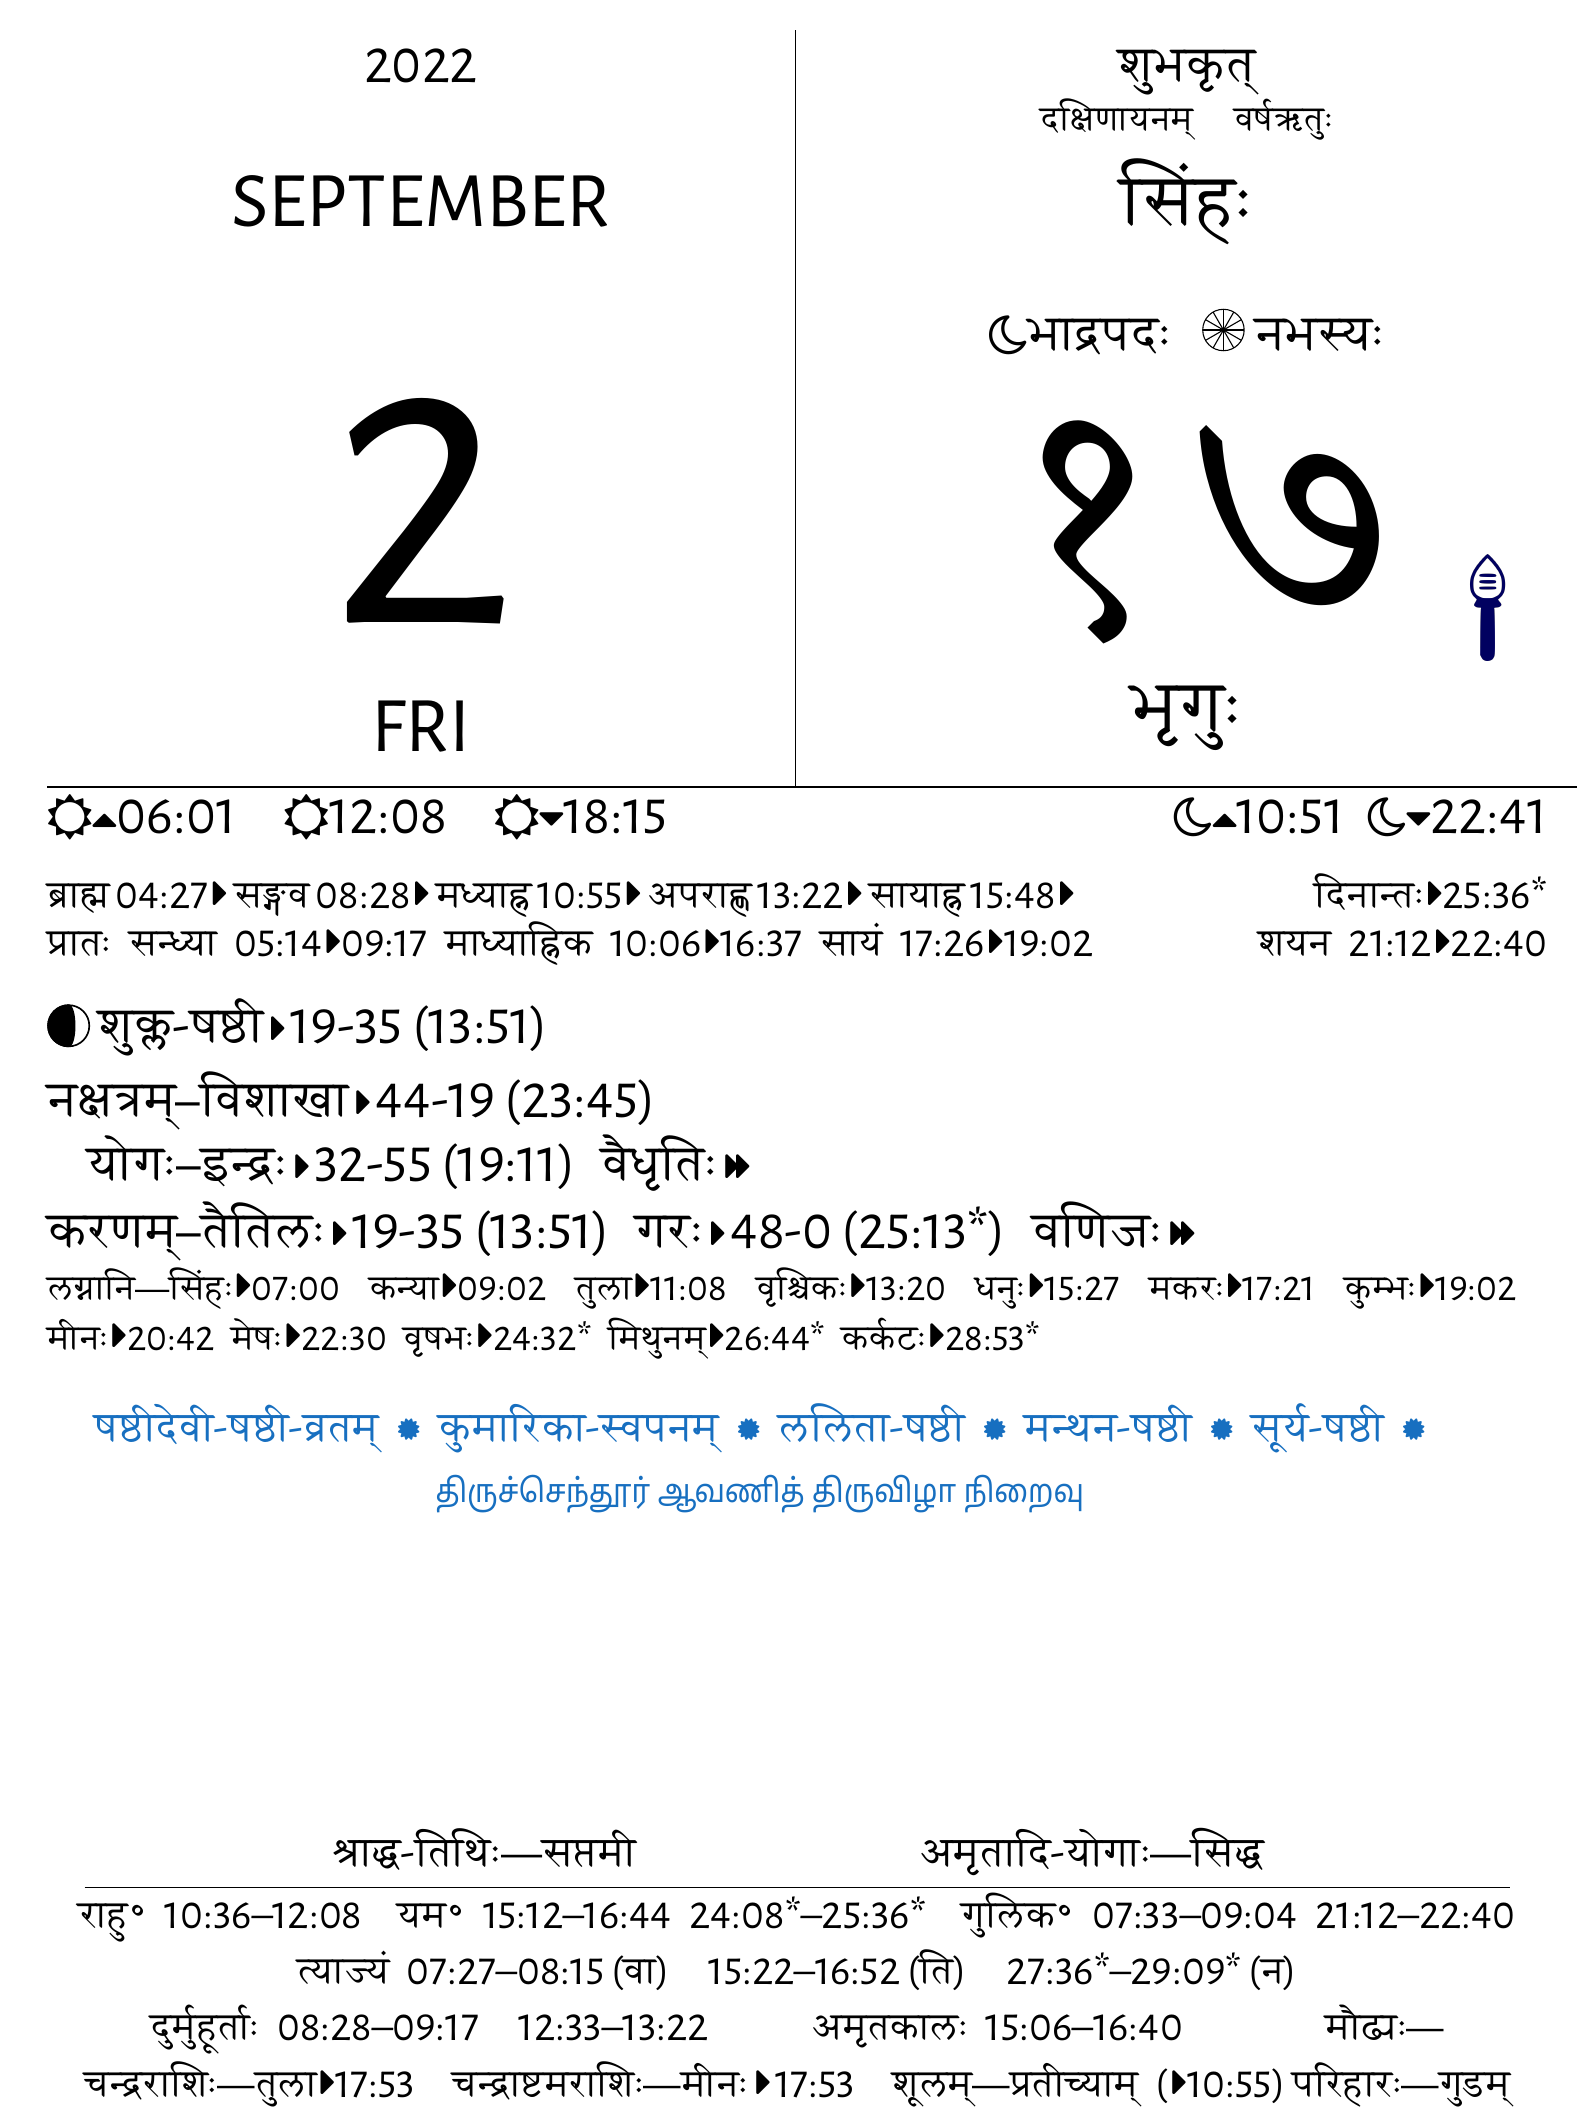 2022
SEPTEMBER
2
FRI
शुभकृत्
दक्षिणायनम् वर्षऋतुः
सिंहः
भाद्रपदः नभस्यः
१७
भृगुः
06:01 12:08 18:15 10:51 22:41
ब्राह्म 04:27 सङ्गव 08:28 मध्याह्न 10:55 अपराह्ण 13:22 सायाह्न 15:48 दिनान्तः 25:36*
प्रातः सन्ध्या 05:14 09:17 माध्याह्निक 10:06 16:37 सायं 17:26 19:02 शयन 21:12 22:40
शुक्ल-षष्ठी 19-35 (13:51)
नक्षत्रम्–विशाखा 44-19 (23:45)
योगः–इन्द्रः 32-55 (19:11) वैधृतिः
करणम्–तैतिलः 19-35 (13:51) गरः 48-0 (25:13*) वणिजः
लग्नानि—सिंहः 07:00 कन्या 09:02 तुला 11:08 वृश्चिकः 13:20 धनुः 15:27 मकरः 17:21 कुम्भः 19:02
मीनः 20:42 मेषः 22:30 वृषभः 24:32* मिथुनम् 26:44* कर्कटः 28:53*
षष्ठीदेवी-षष्ठी-व्रतम् ✹ कुमारिका-स्वपनम् ✹ ललिता-षष्ठी ✹ मन्थन-षष्ठी ✹ सूर्य-षष्ठी ✹
திருச்செந்தூர் ஆவணித் திருவிழா நிறைவு
श्राद्ध-तिथिः—सप्तमी अमृतादि-योगाः—सिद्ध
राहु॰ 10:36–12:08 यम॰ 15:12–16:44 24:08*–25:36* गुलिक॰ 07:33–09:04 21:12–22:40
त्याज्यं 07:27–08:15 (वा) 15:22–16:52 (ति) 27:36*–29:09* (न)
दुर्मुहूर्ताः 08:28–09:17 12:33–13:22 अमृतकालः 15:06–16:40 मौढ्यः—
चन्द्रराशिः—तुला 17:53 चन्द्राष्टमराशिः—मीनः 17:53 शूलम्—प्रतीच्याम् (10:55) परिहारः—गुडम्